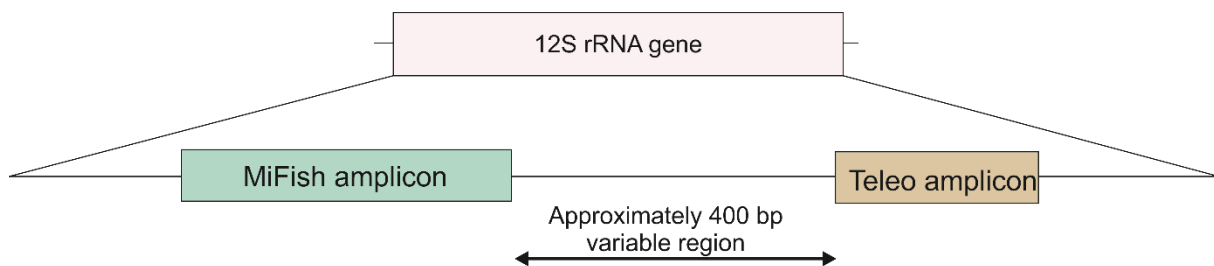 12S rRNA gene
MiFish amplicon
Teleo amplicon
Approximately 400 bp
variable region